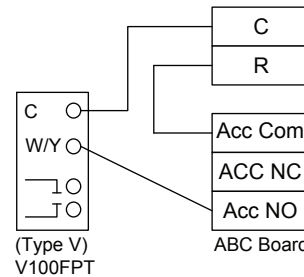 C
R
C
W/Y
Acc Com
ACC NC
Acc NO
(Type V)
V100FPT
ABC Board